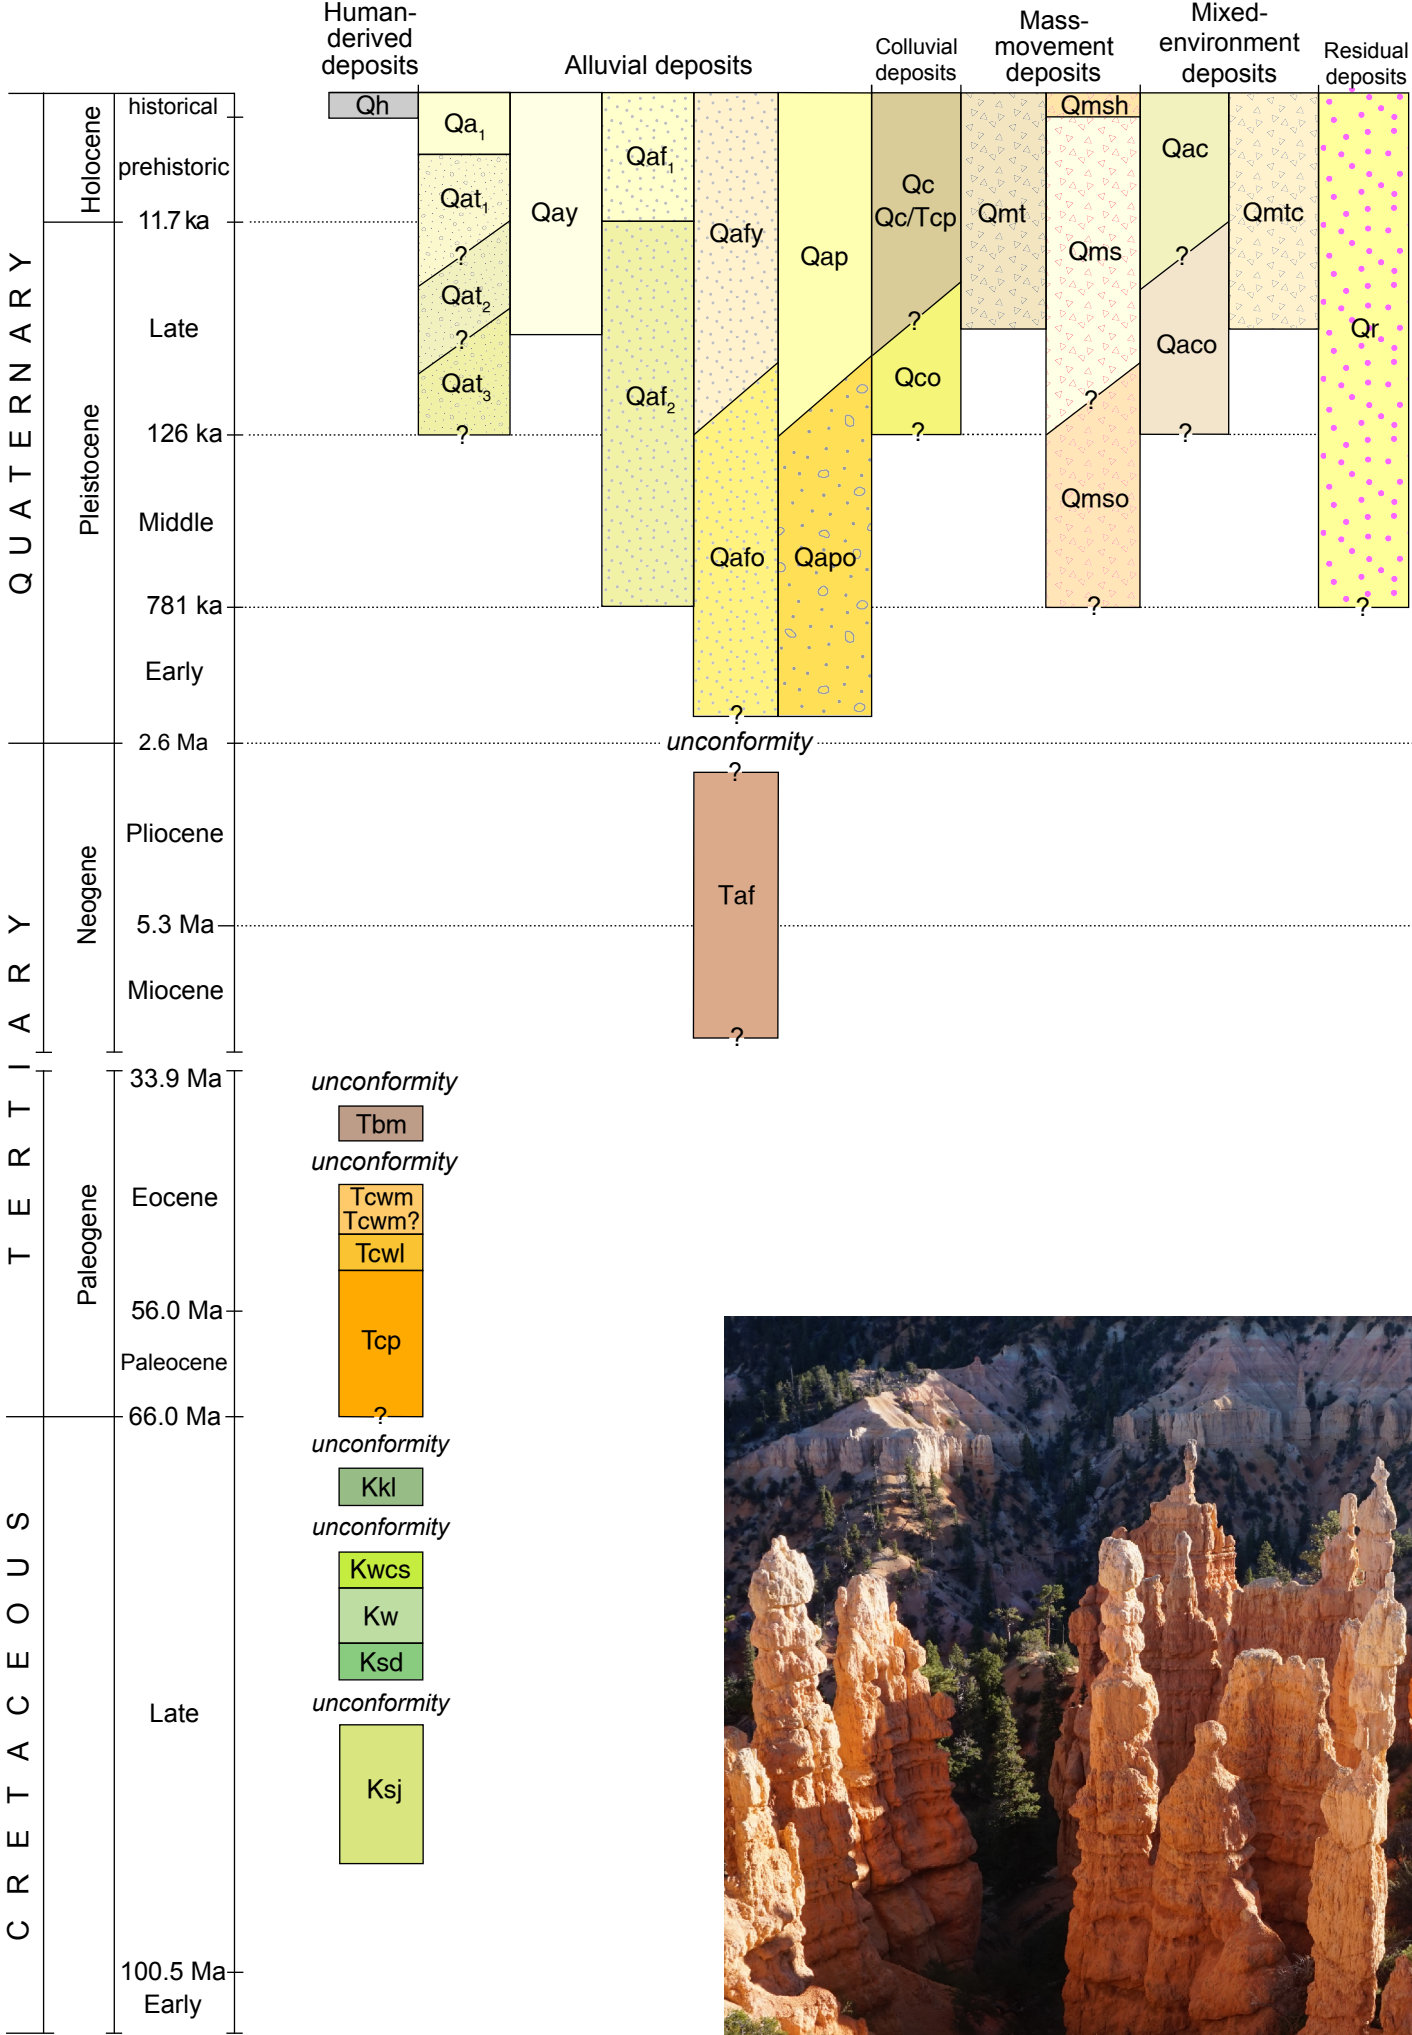 Human-
derived
deposits
Alluvial deposits
Colluvial
deposits
Mass-
movement
deposits
Mixed-
environment
deposits
Residual
deposits
QUATERNARY
TERTIARY
CRETACEOUS
Holocene
Pleistocene
Neogene
Paleogene
historical
prehistoric
11.7 ka
Late
126 ka
Middle
781 ka
Early
2.6 Ma
Pliocene
5.3 Ma
Miocene
33.9 Ma
Eocene
56.0 Ma
Paleocene
66.0 Ma
Late
100.5 Ma
Early
Qh
Qa1
Qat1
?
Qat2
?
Qat3
?
Qay
Qaf1
Qaf2
Qafy
Qafo
?
Qap
Qapo
Qc
Qc/Tcp
?
Qco
?
Qmt
Qmsh
Qms
?
Qmso
?
Qac
?
Qaco
?
Qmtc
Qr
?
unconformity
?
Taf
?
unconformity
Tbm
unconformity
Tcwm
Tcwm?
Tcwl
Tcp
?
unconformity
Kkl
unconformity
Kwcs
Kw
Ksd
unconformity
Ksj